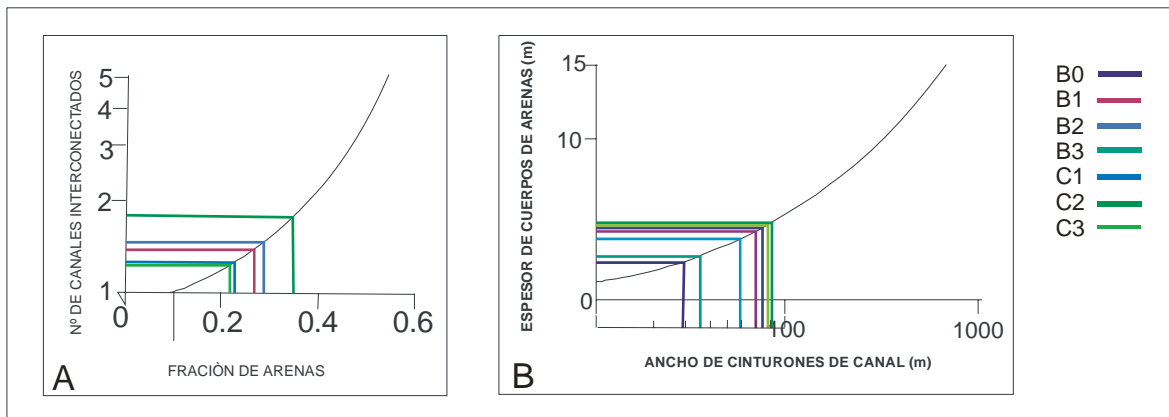 Nº DE CANALES INTERCONECTADOS
5
4
3
2
1
0
0.2
0.4
0.6
FRACIÒN DE ARENAS
A
ESPESOR DE CUERPOS DE ARENAS (m)
15
10
0
100
1000
ANCHO DE CINTURONES DE CANAL (m)
B
B0
B1
B2
B3
C1
C2
C3